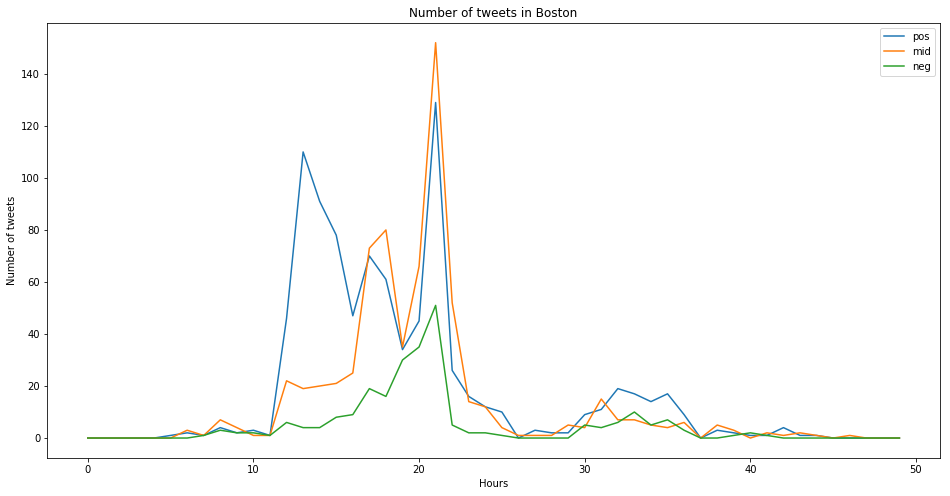 Number of tweets in Boston
pos
mid
neg
Number of tweets
140
120
100
80
60
40
20
0
0 10 20 30 40 50
Hours